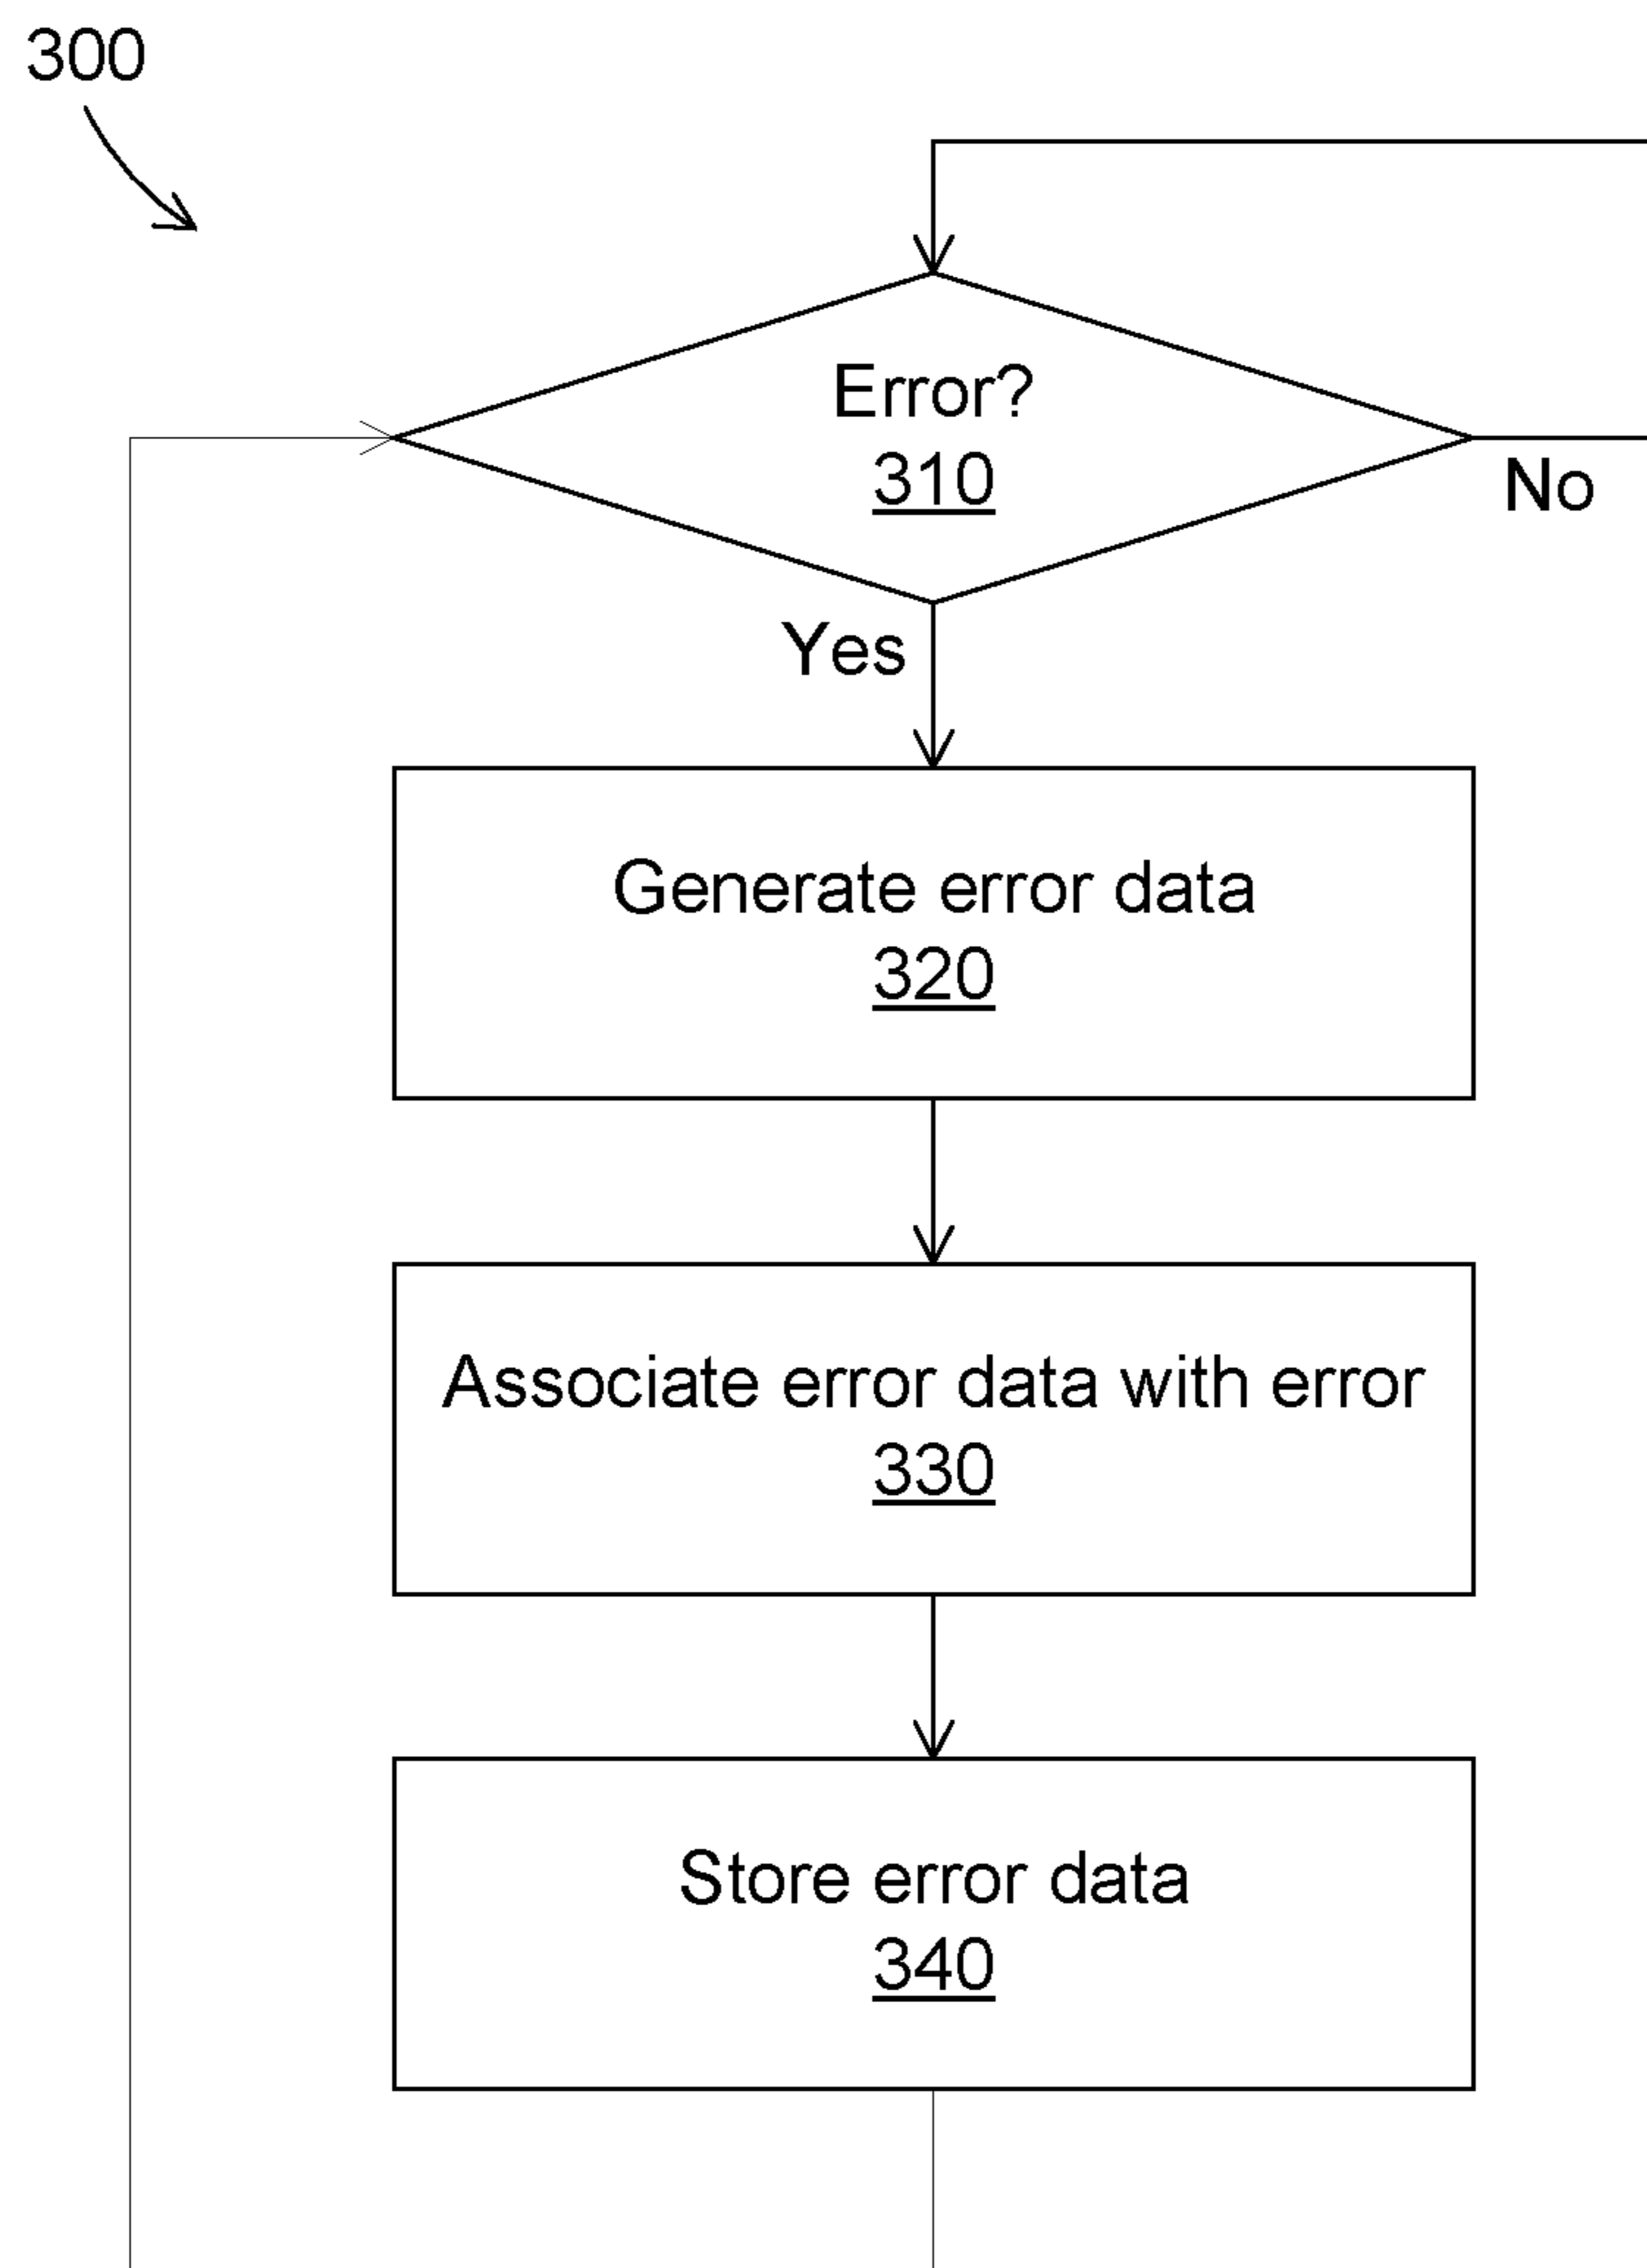 300
Error?
310
No
Yes
Generate error data
320
Associate error data with error
330
Store error data
340